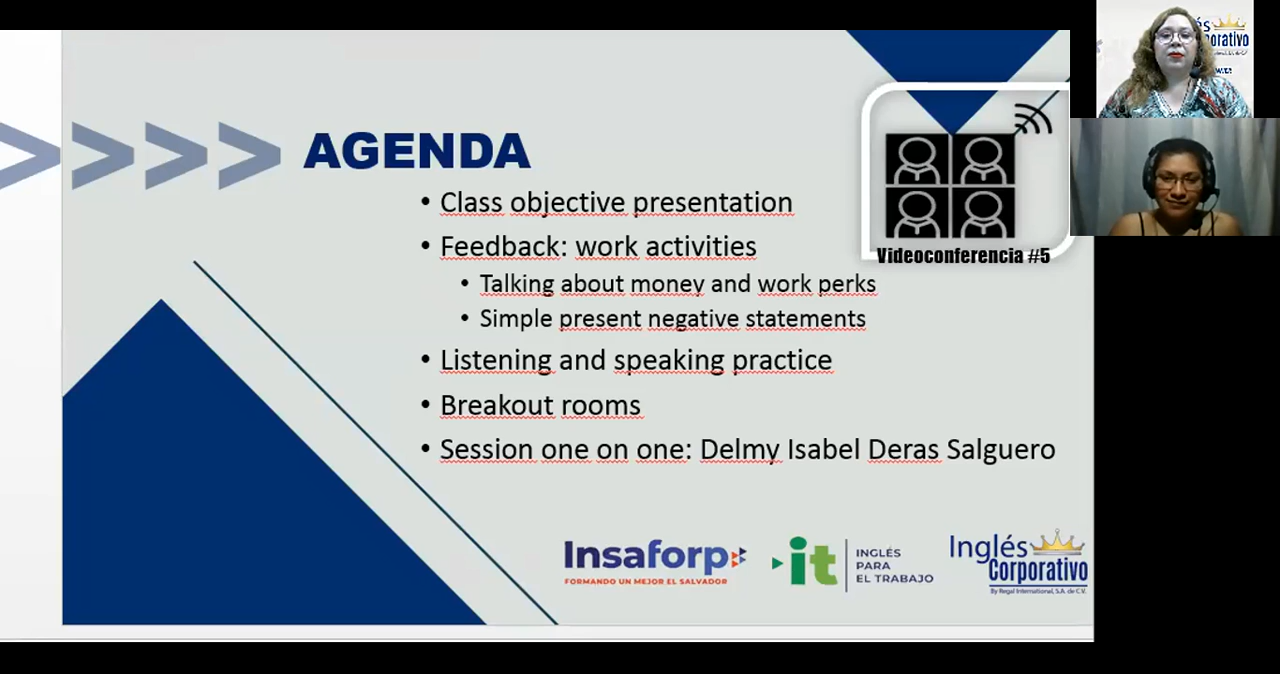 AGENDA
• Class objective presentation
• Feedback: work activities
• Talking about money and work perks
• Simple present negative statements
• Listening and speaking practice
• Breakout rooms
• Session one on one: Delmy Isabel Deras Salguero
Videoconferencia #5
Insaforp
FORMANDO UN MEJOR EL SALVADOR
it
INGLÉS
PARA
EL TRABAJO
Inglés
Corporativo
By Regal International, S.A. de C.V.